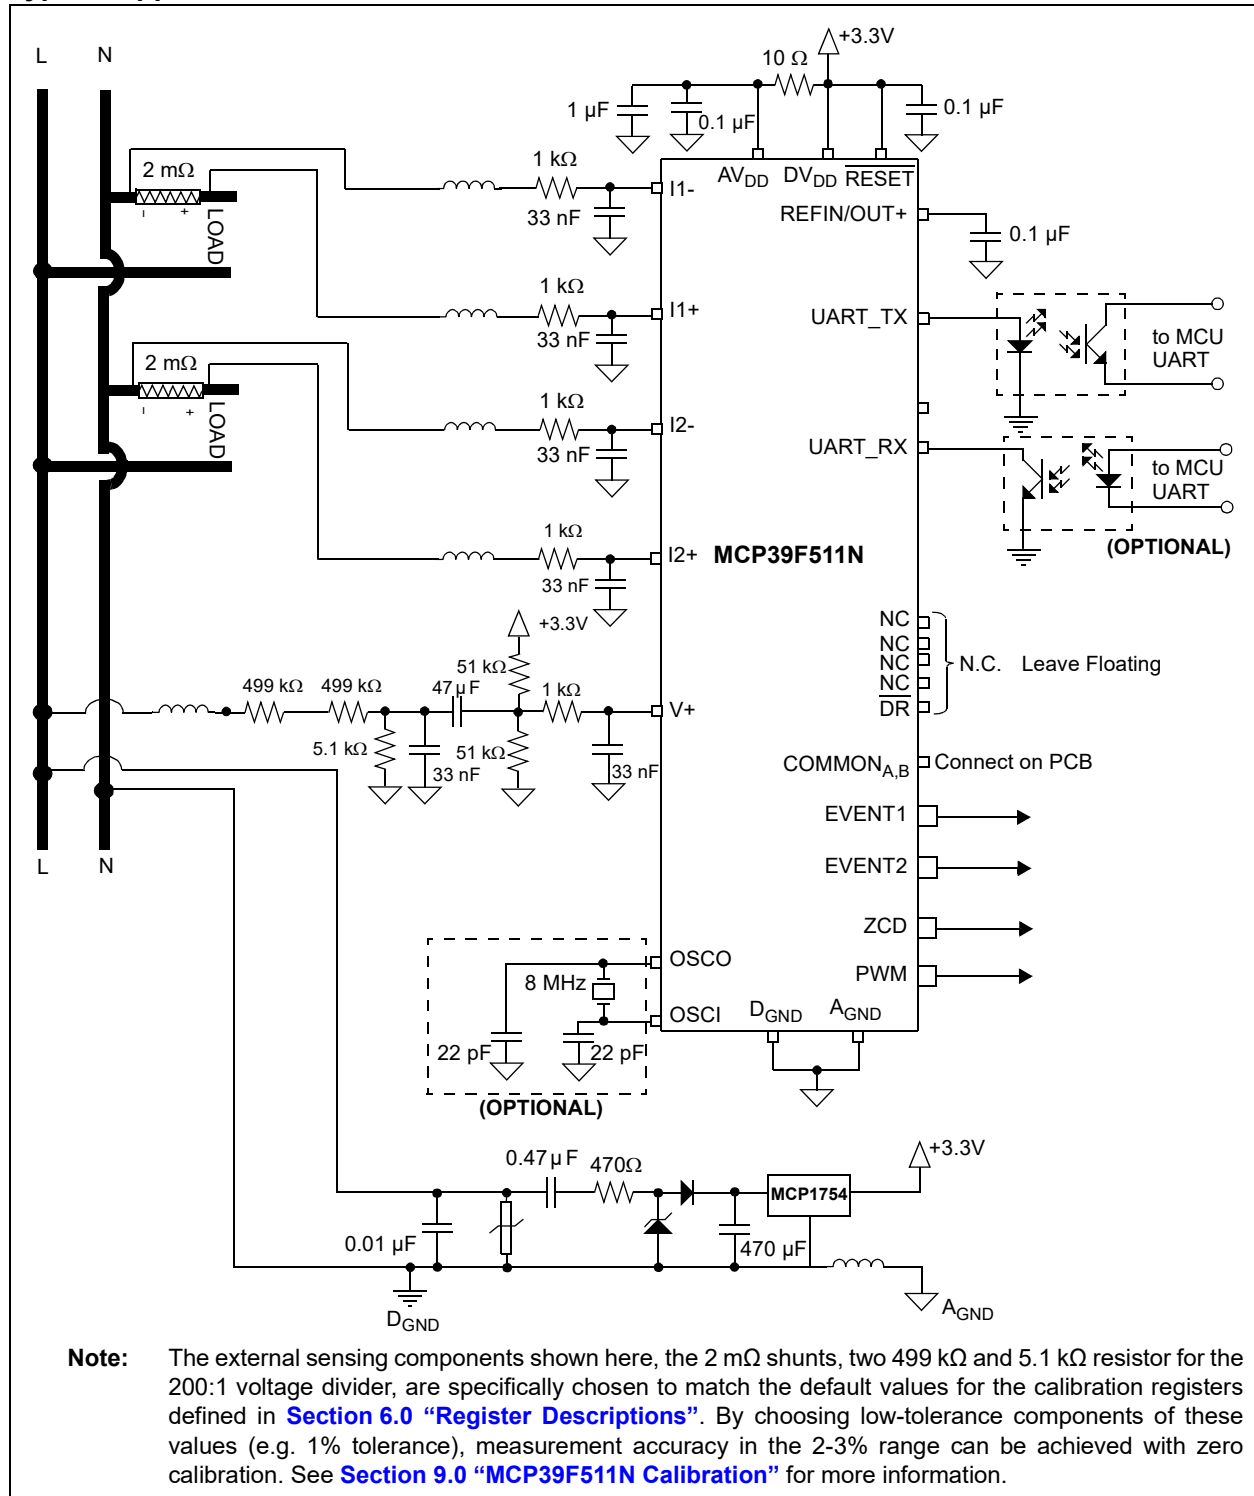 L
N
+3.3V
10 Ω
1 µF
0.1 µF
0.1 µF
2 mΩ
- +
LOAD
1 kΩ
33 nF
I1-
AV_DD
DV_DD
RESET
REFIN/OUT+
0.1 µF
1 kΩ
33 nF
I1+
UART_TX
to MCU
UART
2 mΩ
- +
LOAD
1 kΩ
33 nF
I2-
UART_RX
to MCU
UART
(OPTIONAL)
1 kΩ
33 nF
I2+
MCP39F511N
+3.3V
51 kΩ
499 kΩ
499 kΩ
47 µF
1 kΩ
V+
5.1 kΩ
33 nF
51 kΩ
33 nF
NC
NC
NC
NC
DR
N.C. Leave Floating
COMMON_A,B
Connect on PCB
EVENT1
EVENT2
ZCD
PWM
L
N
OSCO
8 MHz
OSCI
22 pF
22 pF
(OPTIONAL)
D_GND
A_GND
0.47 µF
470Ω
MCP1754
+3.3V
0.01 µF
470 µF
D_GND
A_GND
Note: The external sensing components shown here, the 2 mΩ shunts, two 499 kΩ and 5.1 kΩ resistor for the
200:1 voltage divider, are specifically chosen to match the default values for the calibration registers
defined in Section 6.0 “Register Descriptions”. By choosing low-tolerance components of these
values (e.g. 1% tolerance), measurement accuracy in the 2-3% range can be achieved with zero
calibration. See Section 9.0 “MCP39F511N Calibration” for more information.